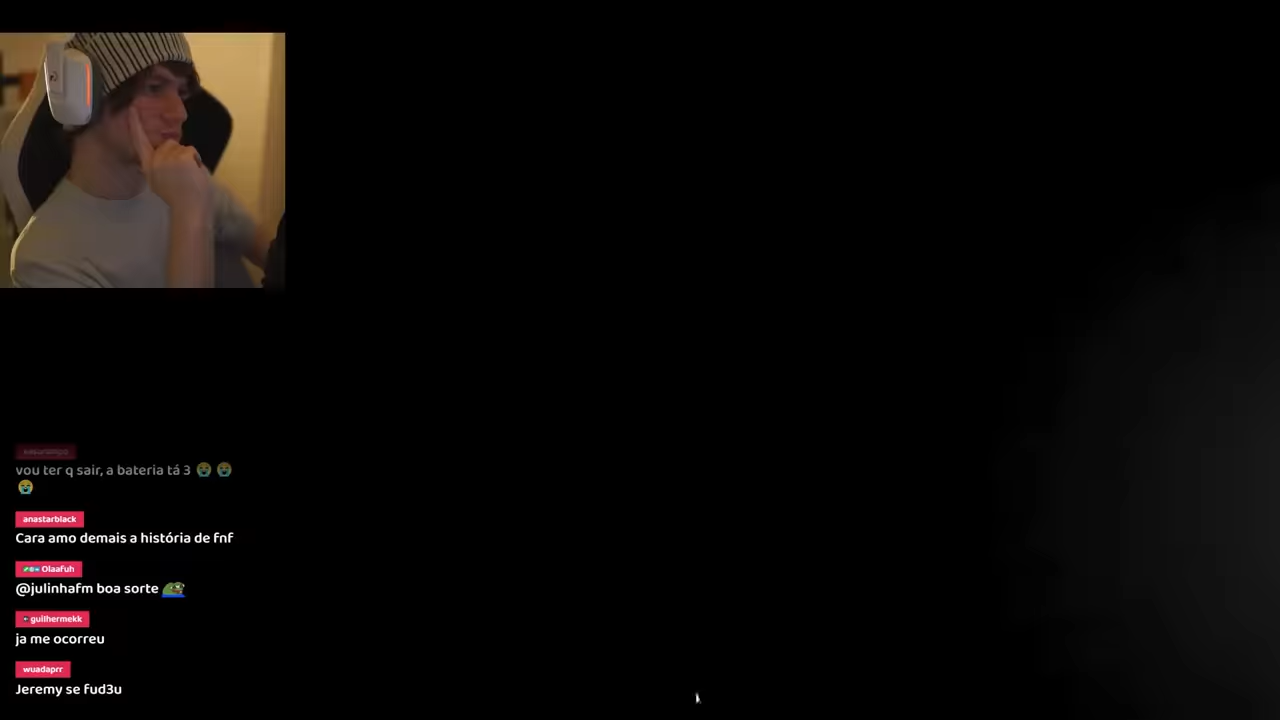 vou ter q sair, a bateria tá 3 😭 😭
😭
anastarblack
Cara amo demais a história de fnf
Olaafuh
@julinhafm boa sorte
guilhermekk
ja me ocorreu
wuadaprr
Jeremy se fud3u